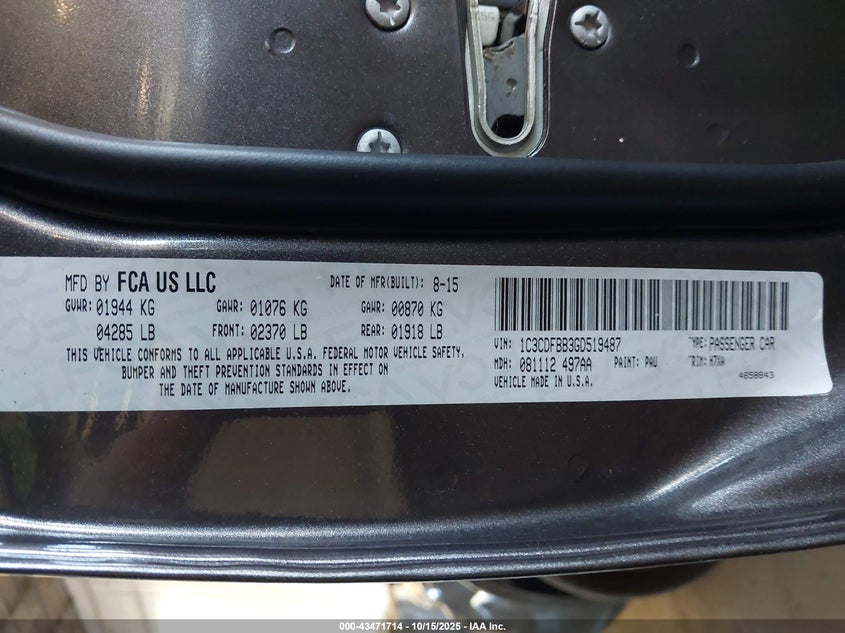 MFD BY FCA US LLC
DATE OF MFR(BUILT): 8-15
GVWR: 01944 KG
GAWR: 01076 KG
GAWR: 00870 KG
04285 LB
FRONT: 02370 LB
REAR: 01918 LB
THIS VEHICLE CONFORMS TO ALL APPLICABLE U.S.A. FEDERAL MOTOR VEHICLE SAFETY,
BUMPER AND THEFT PREVENTION STANDARDS IN EFFECT ON
THE DATE OF MANUFACTURE SHOWN ABOVE.
VIN: 1C3CDFBB3GD519487
TYPE: PASSENGER CAR
MDH: 081112 497AA
PAINT: PAU
TRIM: H7XA
VEHICLE MADE IN U.S.A.
4658843
000-43471714 - 10/15/2025 - IAA Inc.